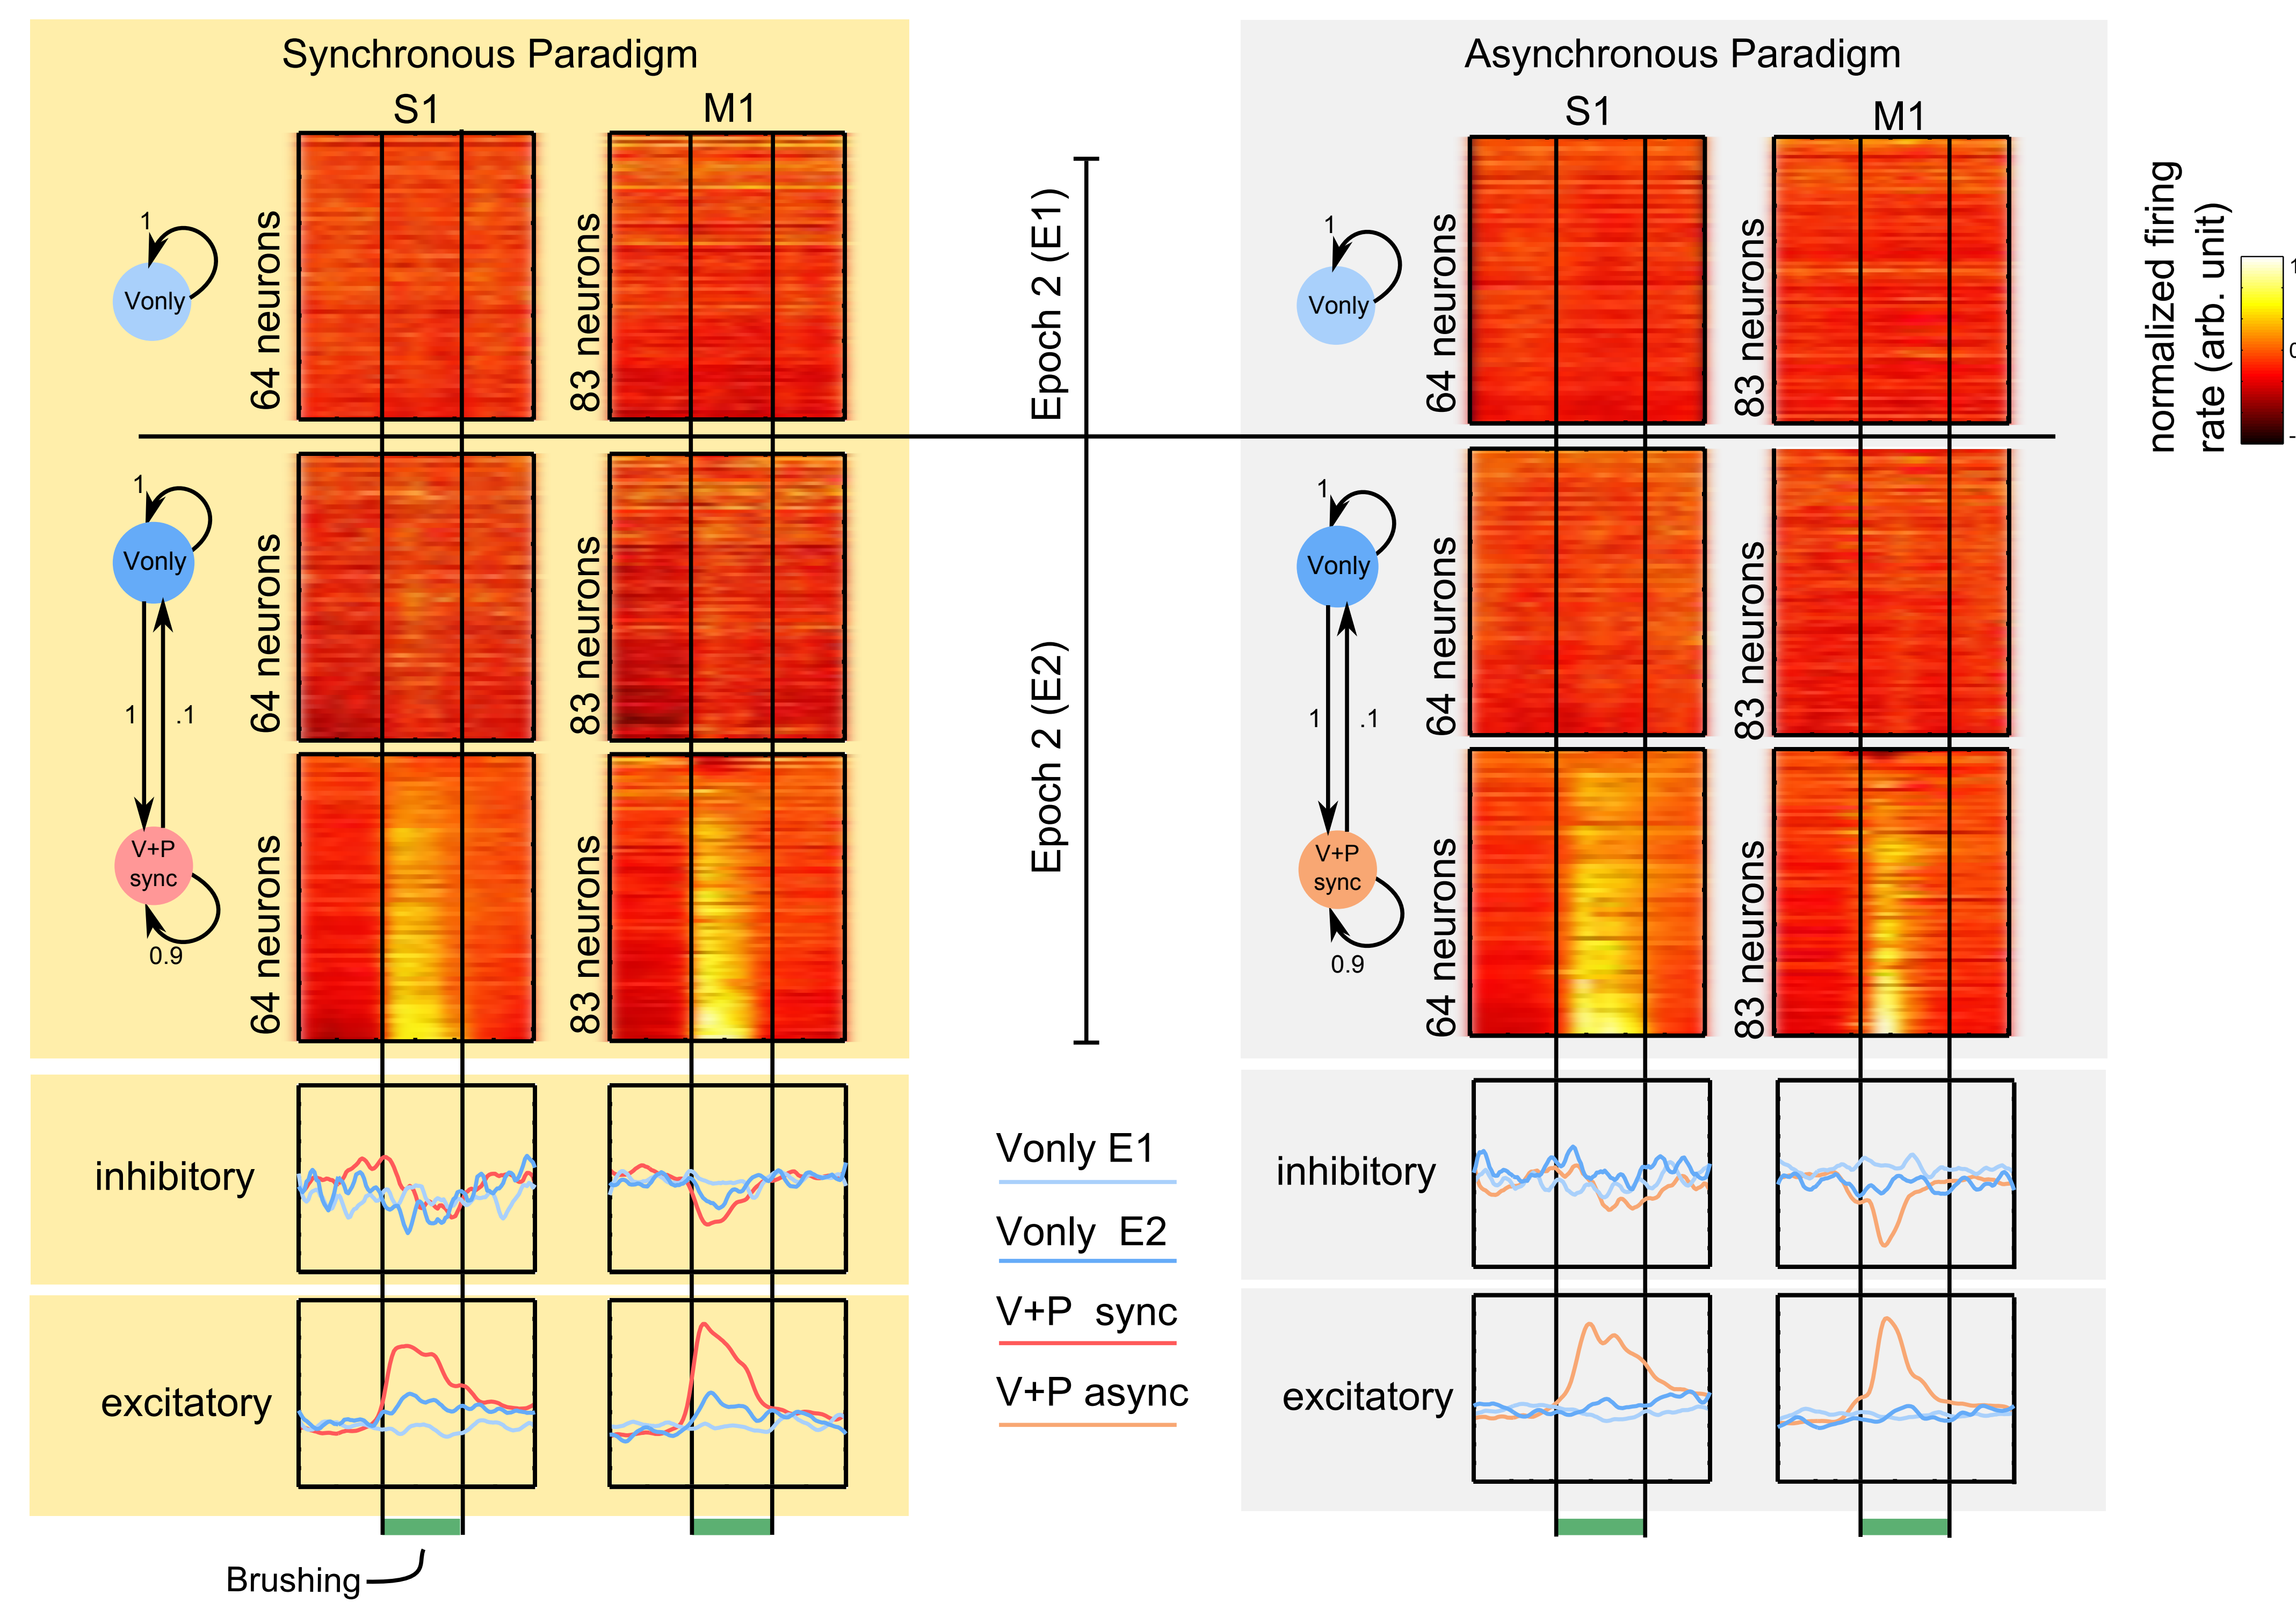 Synchronous Paradigm
S1
M1
1
Vonly
64 neurons
83 neurons
1
Vonly
64 neurons
83 neurons
1
.1
V+P
sync
0.9
64 neurons
83 neurons
inhibitory
excitatory
Brushing
Epoch 2 (E1)
Epoch 2 (E2)
Vonly E1
Vonly E2
V+P sync
V+P async
Asynchronous Paradigm
S1
M1
1
Vonly
64 neurons
83 neurons
1
Vonly
64 neurons
83 neurons
1
.1
V+P
sync
0.9
64 neurons
83 neurons
inhibitory
excitatory
normalized firing
rate (arb. unit)